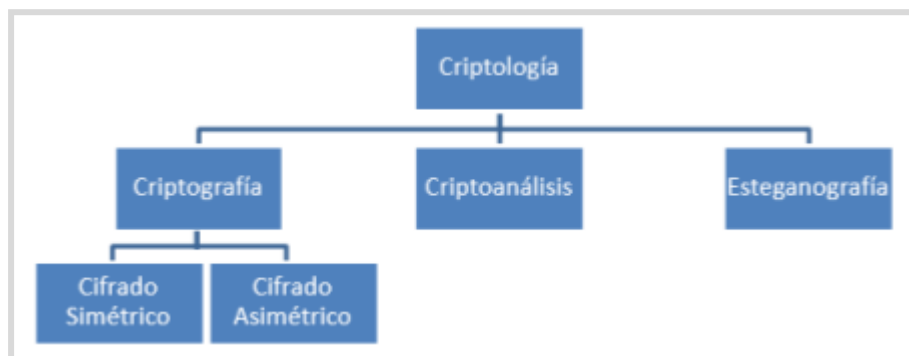 Criptología
Criptografía
Criptoanálisis
Esteganografía
Cifrado
Simétrico
Cifrado
Asimétrico